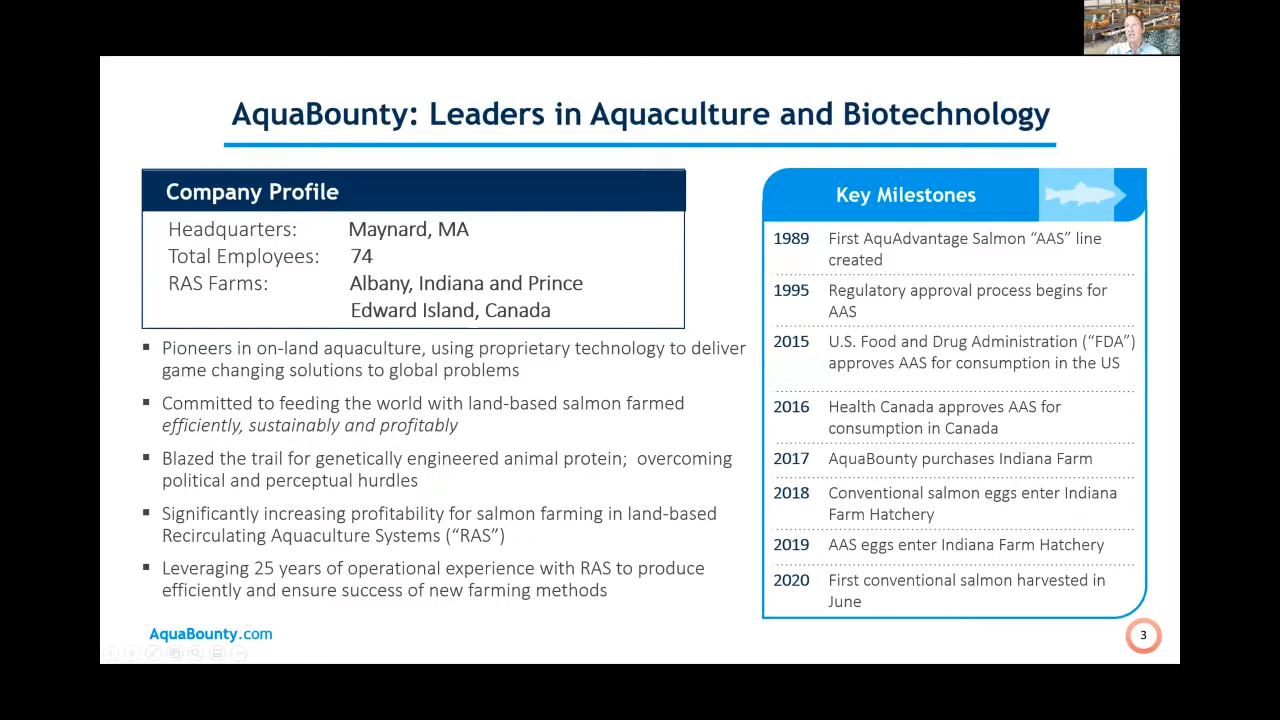 AquaBounty: Leaders in Aquaculture and Biotechnology
Company Profile
Headquarters: Maynard, MA
Total Employees: 74
RAS Farms: Albany, Indiana and Prince
Edward Island, Canada
Pioneers in on-land aquaculture, using proprietary technology to deliver
game changing solutions to global problems
Committed to feeding the world with land-based salmon farmed
efficiently, sustainably and profitably
Blazed the trail for genetically engineered animal protein; overcoming
political and perceptual hurdles
Significantly increasing profitability for salmon farming in land-based
Recirculating Aquaculture Systems (“RAS”)
Leveraging 25 years of operational experience with RAS to produce
efficiently and ensure success of new farming methods
Key Milestones
1989 First AquAdvantage Salmon “AAS” line
created
1995 Regulatory approval process begins for
AAS
2015 U.S. Food and Drug Administration (“FDA”)
approves AAS for consumption in the US
2016 Health Canada approves AAS for
consumption in Canada
2017 AquaBounty purchases Indiana Farm
2018 Conventional salmon eggs enter Indiana
Farm Hatchery
2019 AAS eggs enter Indiana Farm Hatchery
2020 First conventional salmon harvested in
June
AquaBounty.com
3